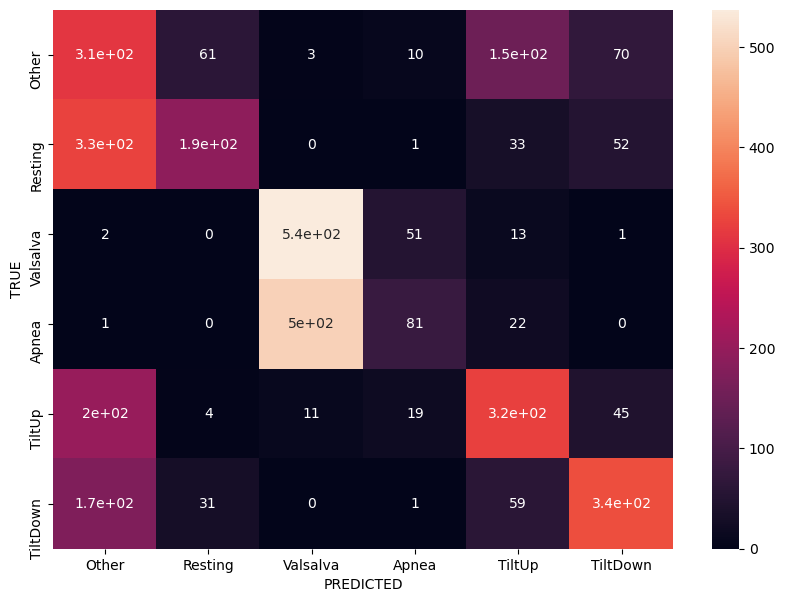 Other 3.1e+02 61 3 10 1.5e+02 70
Resting 3.3e+02 1.9e+02 0 1 33 52
Valsalva 2 0 5.4e+02 51 13 1
Apnea 1 0 5e+02 81 22 0
TiltUp 2e+02 4 11 19 3.2e+02 45
TiltDown 1.7e+02 31 0 1 59 3.4e+02
Other Resting Valsalva Apnea TiltUp TiltDown
PREDICTED
TRUE
500
400
300
200
100
0